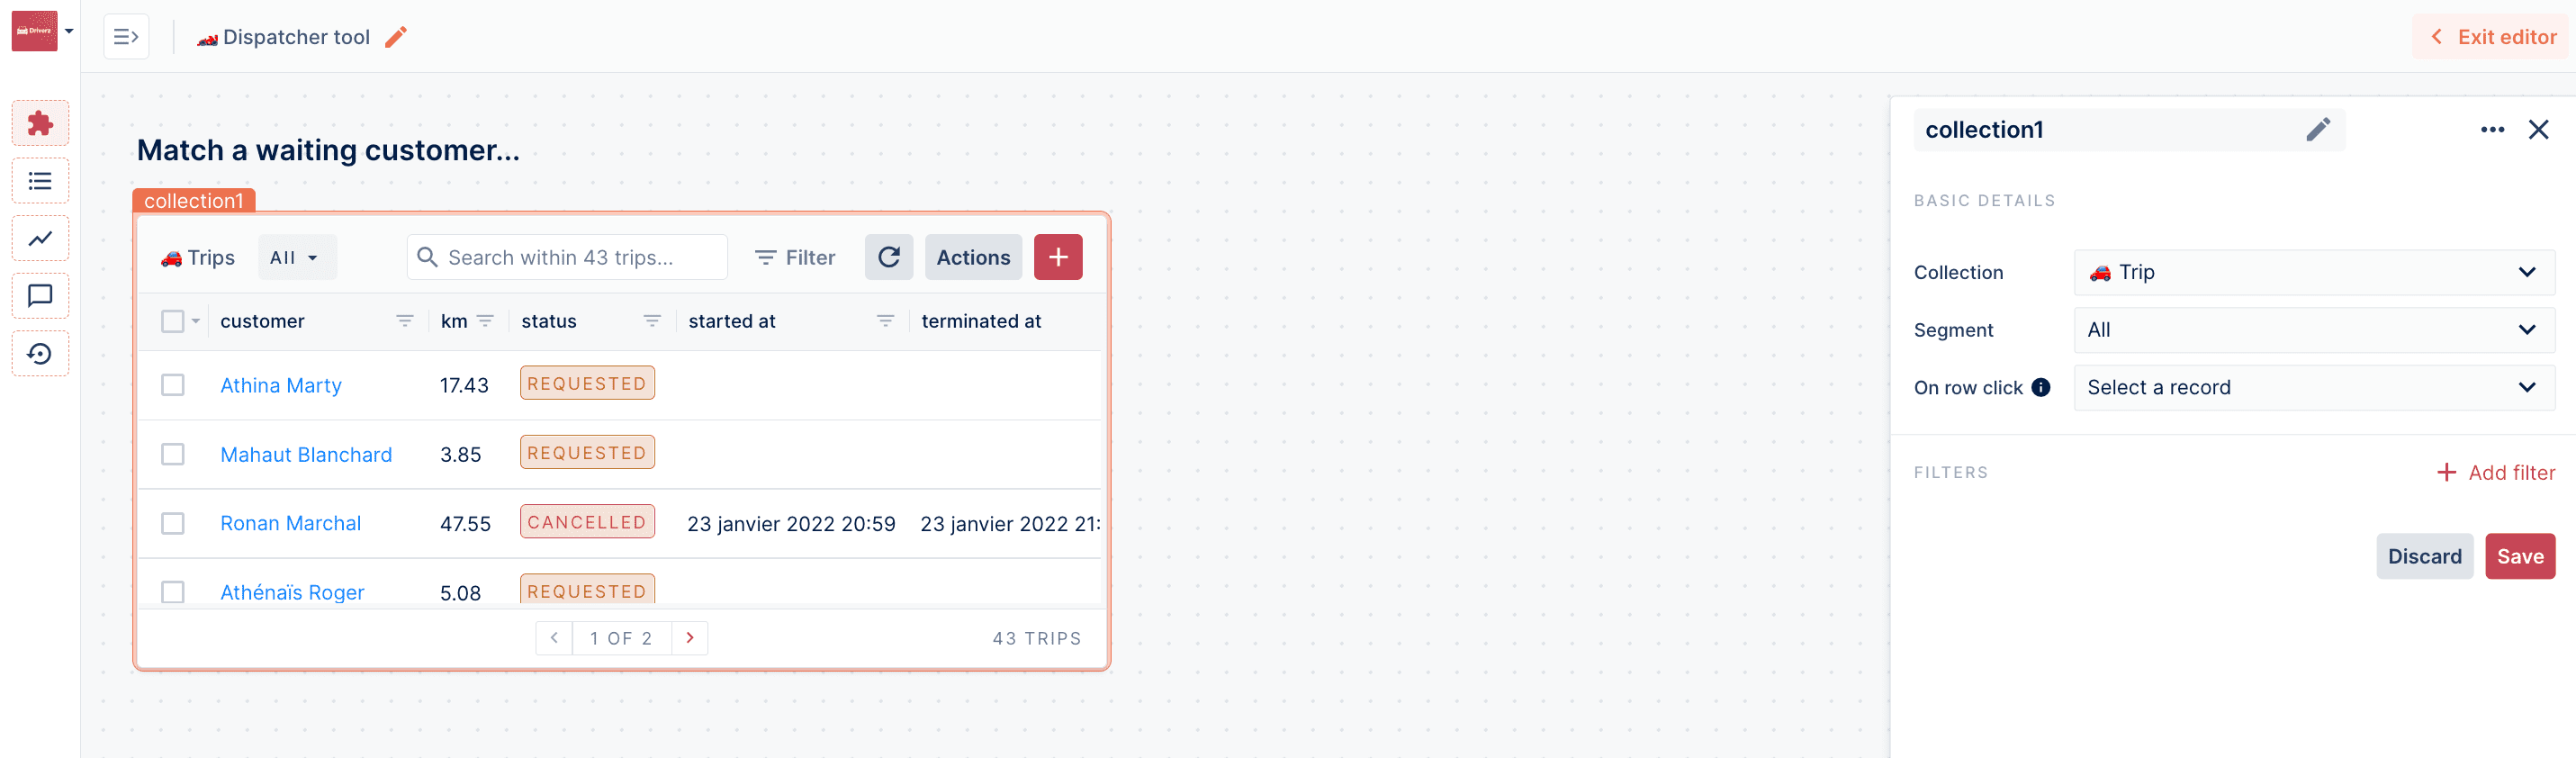 Driverz
Dispatcher tool
Exit editor
Match a waiting customer...
collection1
Trips All Search within 43 trips... Filter Actions
customer km status started at terminated at
Athina Marty 17.43 REQUESTED
Mahaut Blanchard 3.85 REQUESTED
Ronan Marchal 47.55 CANCELLED 23 janvier 2022 20:59 23 janvier 2022 21:
Athénaïs Roger 5.08 REQUESTED
1 OF 2 43 TRIPS
collection1
BASIC DETAILS
Collection Trip
Segment All
On row click Select a record
FILTERS Add filter
Discard Save